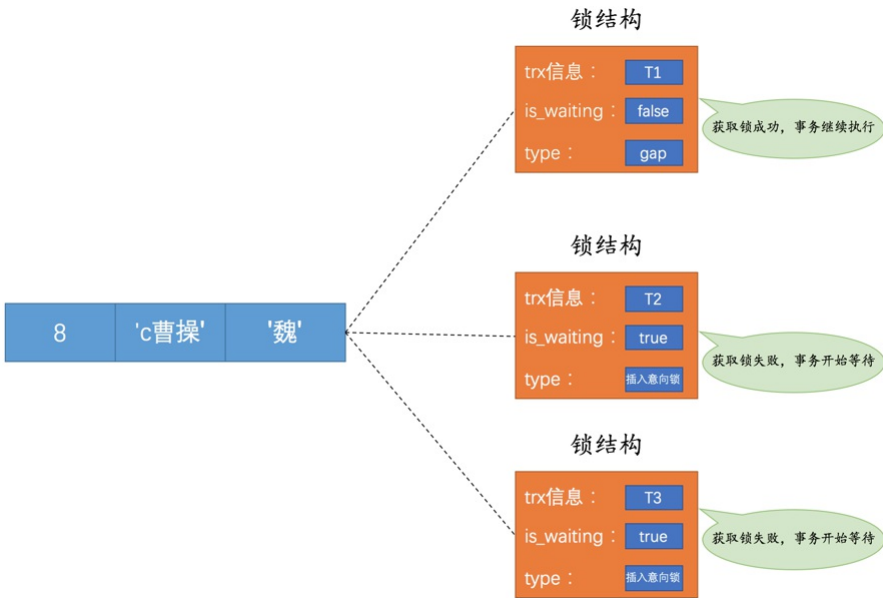 锁结构
trx信息： T1
is_waiting： false
type： gap
获取锁成功，事务继续执行
锁结构
trx信息： T2
is_waiting： true
type： 插入意向锁
获取锁失败，事务开始等待
8 'c曹操' '魏'
锁结构
trx信息： T3
is_waiting： true
type： 插入意向锁
获取锁失败，事务开始等待